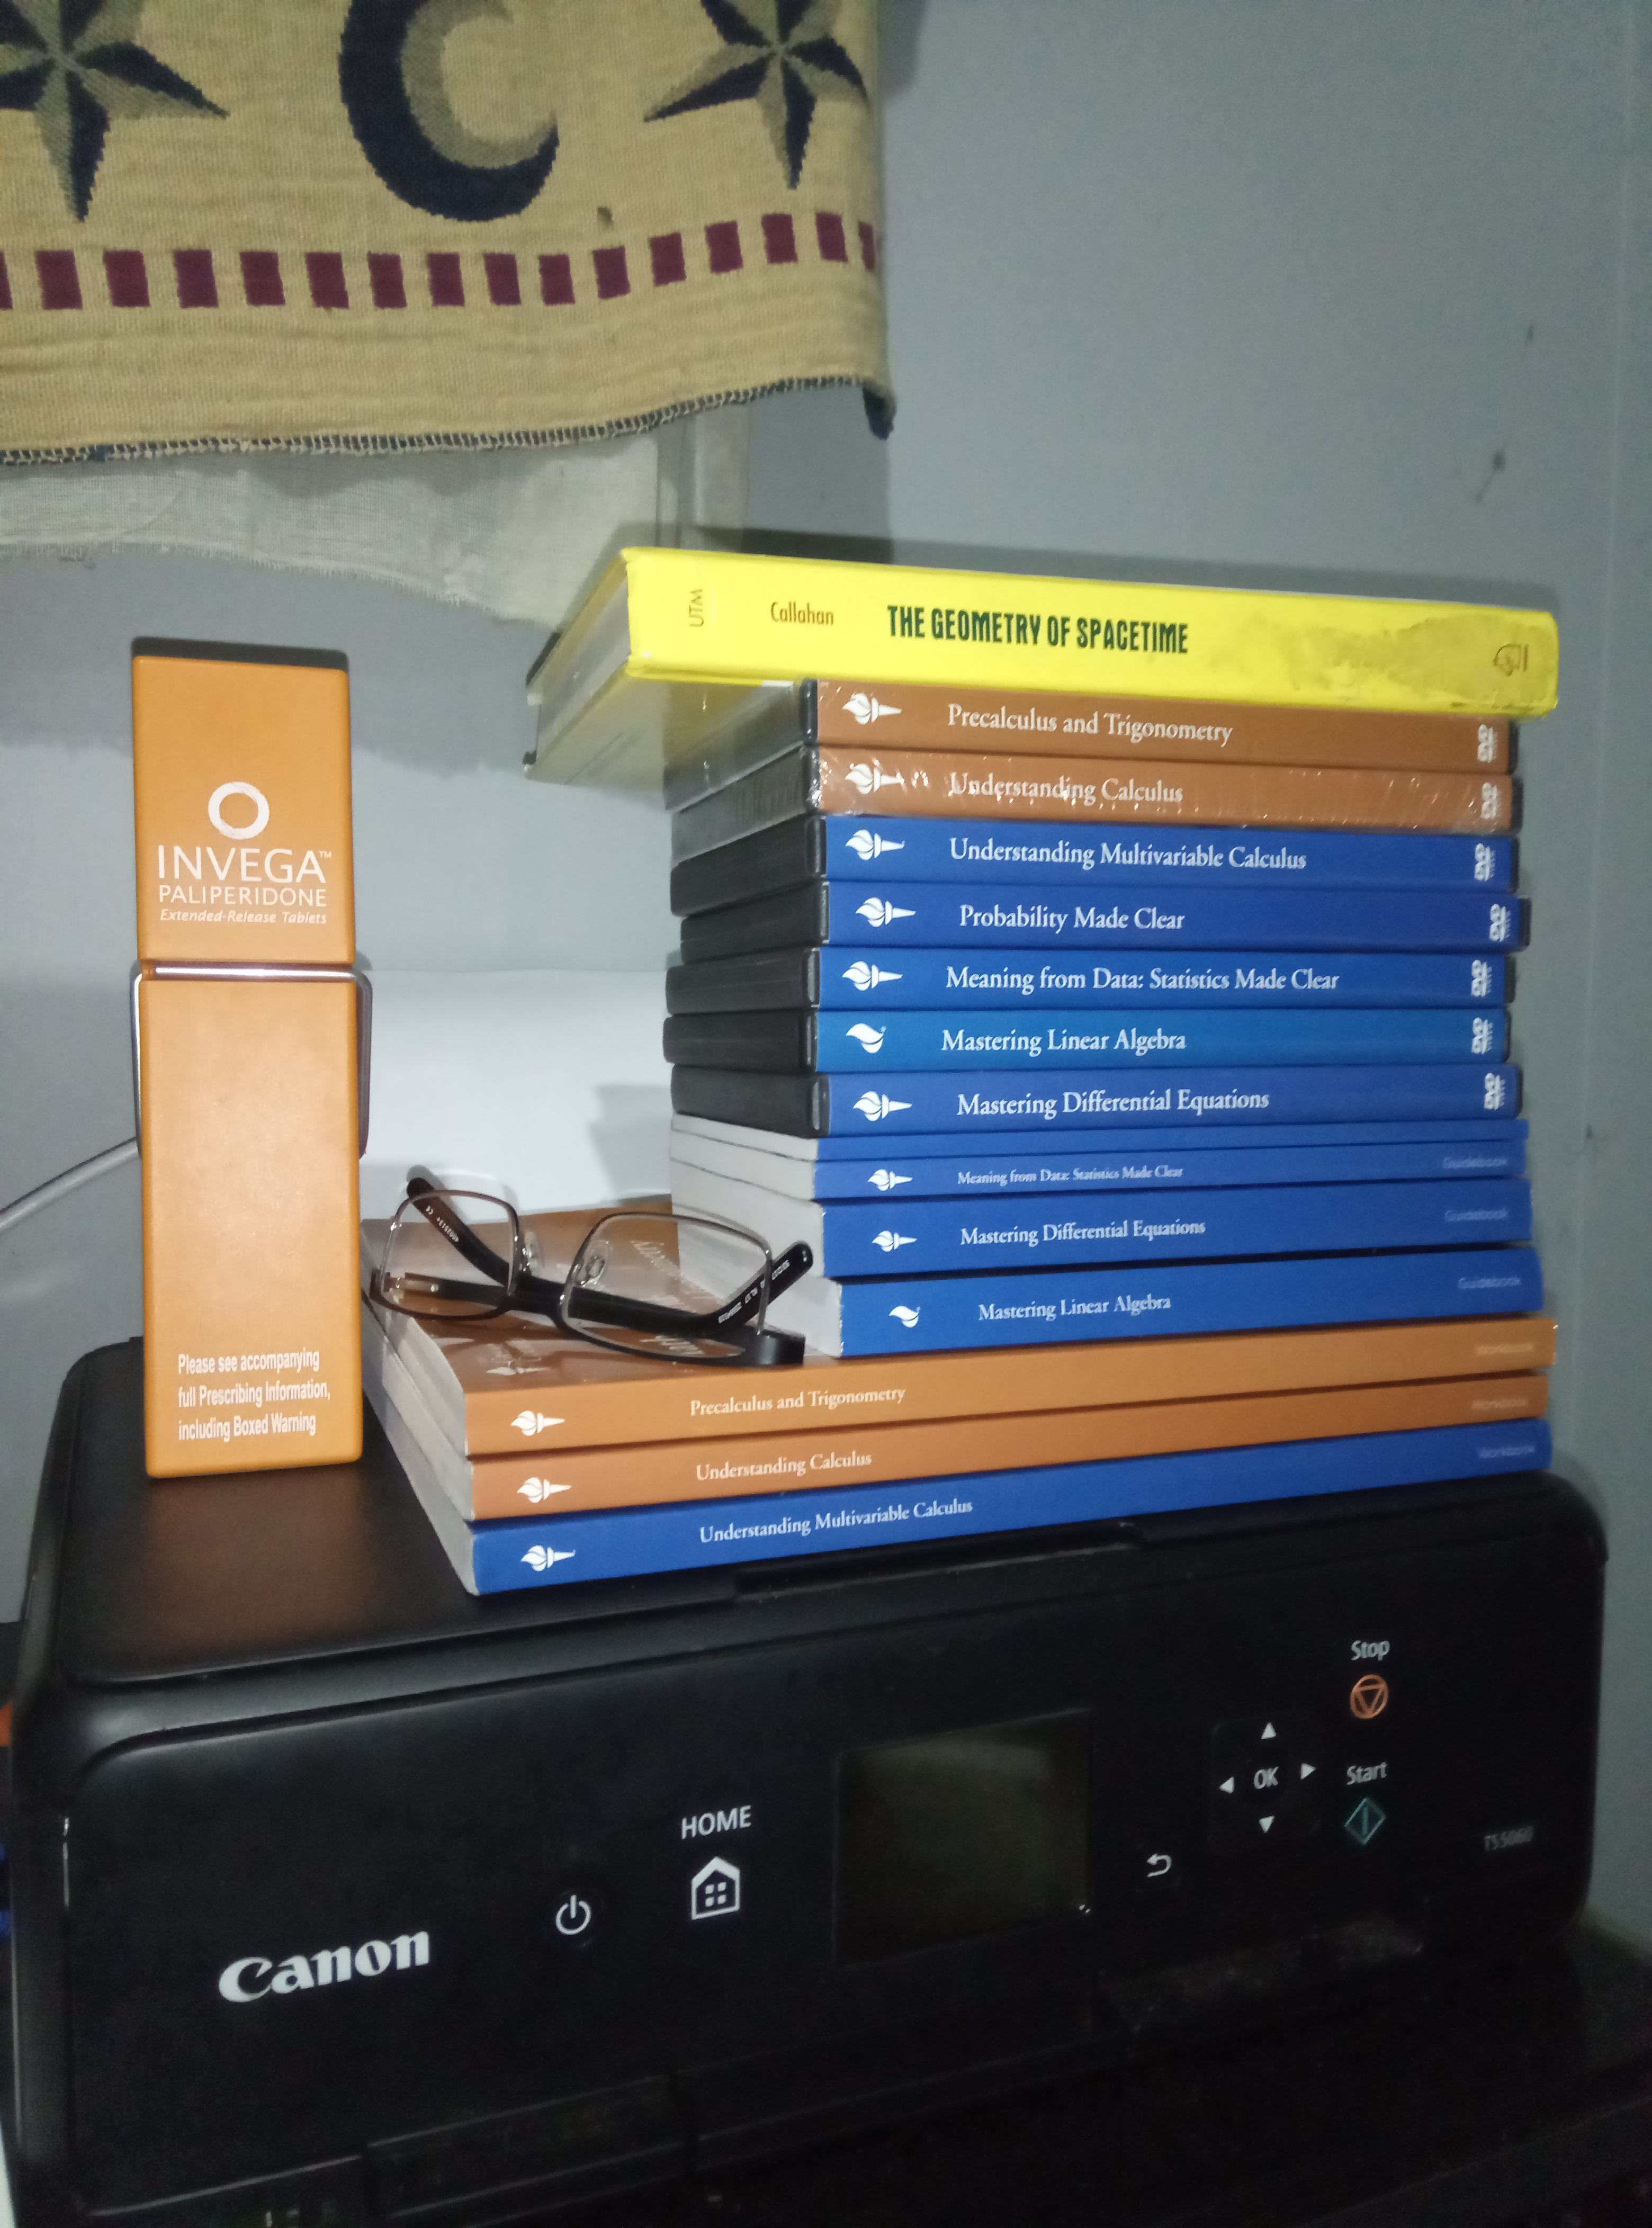 UTM Callahan THE GEOMETRY OF SPACETIME
Precalculus and Trigonometry DVD
Understanding Calculus DVD
Understanding Multivariable Calculus DVD
Probability Made Clear DVD
Meaning from Data: Statistics Made Clear DVD
Mastering Linear Algebra DVD
Mastering Differential Equations DVD
Meaning from Data: Statistics Made Clear Guidebook
Mastering Differential Equations Guidebook
Mastering Linear Algebra Guidebook
Precalculus and Trigonometry Workbook
Understanding Calculus Workbook
Understanding Multivariable Calculus Workbook
INVEGA™
PALIPERIDONE
Extended-Release Tablets
Please see accompanying
full Prescribing Information,
including Boxed Warning
Stop
OK
Start
HOME
TS5060
Canon